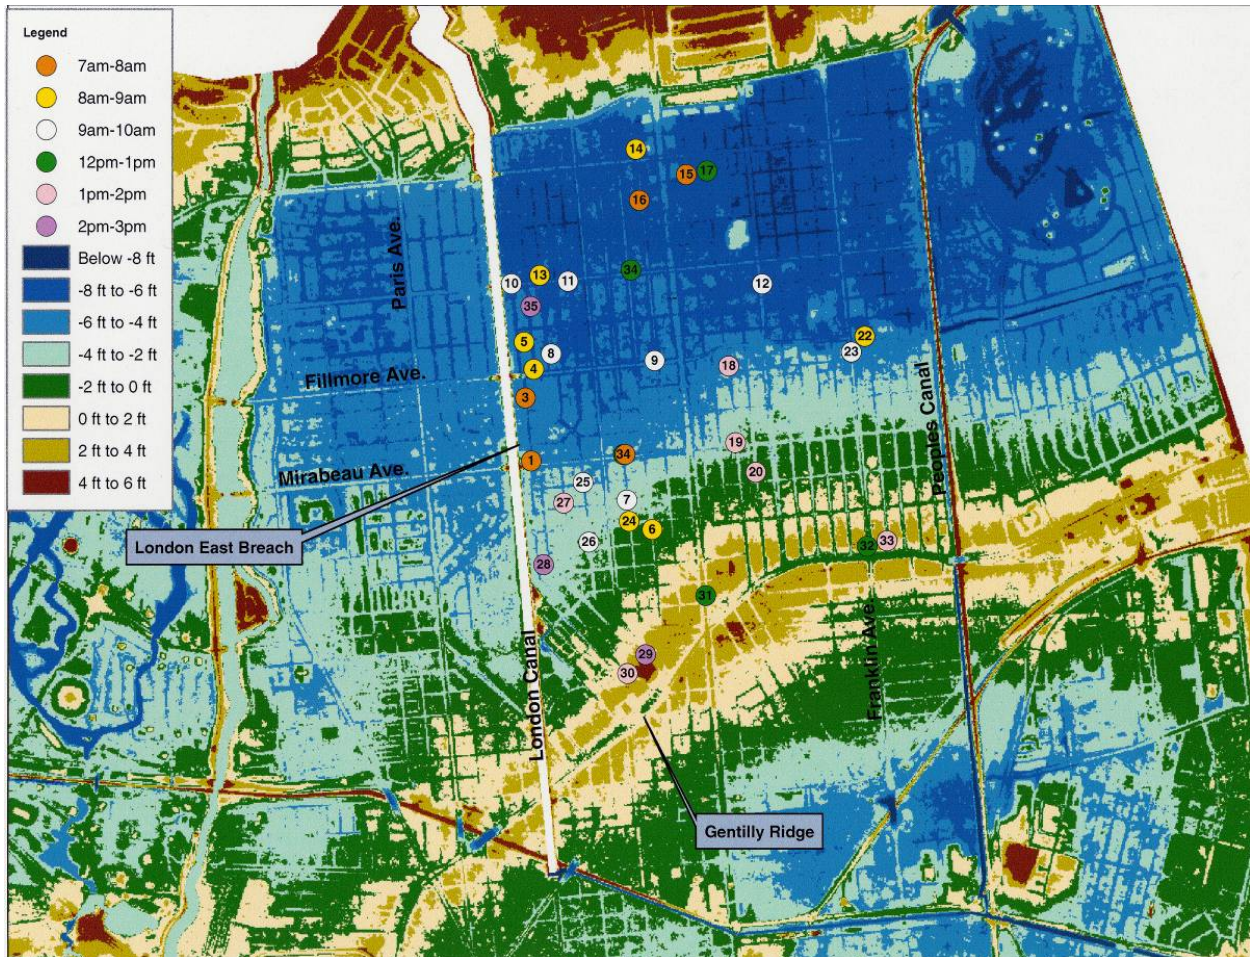 Legend
7am-8am
8am-9am
9am-10am
12pm-1pm
1pm-2pm
2pm-3pm
Below -8 ft
-8 ft to -6 ft
-6 ft to -4 ft
-4 ft to -2 ft
-2 ft to 0 ft
0 ft to 2 ft
2 ft to 4 ft
4 ft to 6 ft
14
15
17
16
34
13
11
10
12
35
5
22
8
23
4
9
18
3
19
34
1
20
25
7
27
24
6
26
33
32
28
31
29
30
Paris Ave.
Fillmore Ave.
Mirabeau Ave.
London East Breach
London Canal
Peoples Canal
Franklin Ave.
Gentilly Ridge